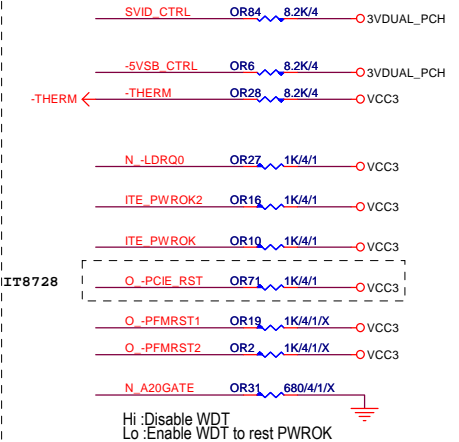 SVID_CTRL OR84 8.2K/4 3VDUAL_PCH
-5VSB_CTRL OR6 8.2K/4 3VDUAL_PCH
-THERM -THERM OR28 8.2K/4 VCC3
N_-LDRQ0 OR27 1K/4/1 VCC3
ITE_PWROK2 OR16 1K/4/1 VCC3
ITE_PWROK OR10 1K/4/1 VCC3
IT8728 O_-PCIE_RST OR71 1K/4/1 VCC3
O_-PFMRST1 OR19 1K/4/1/X VCC3
O_-PFMRST2 OR2 1K/4/1/X VCC3
N_A20GATE OR31 680/4/1/X
Hi :Disable WDT
Lo :Enable WDT to rest PWROK